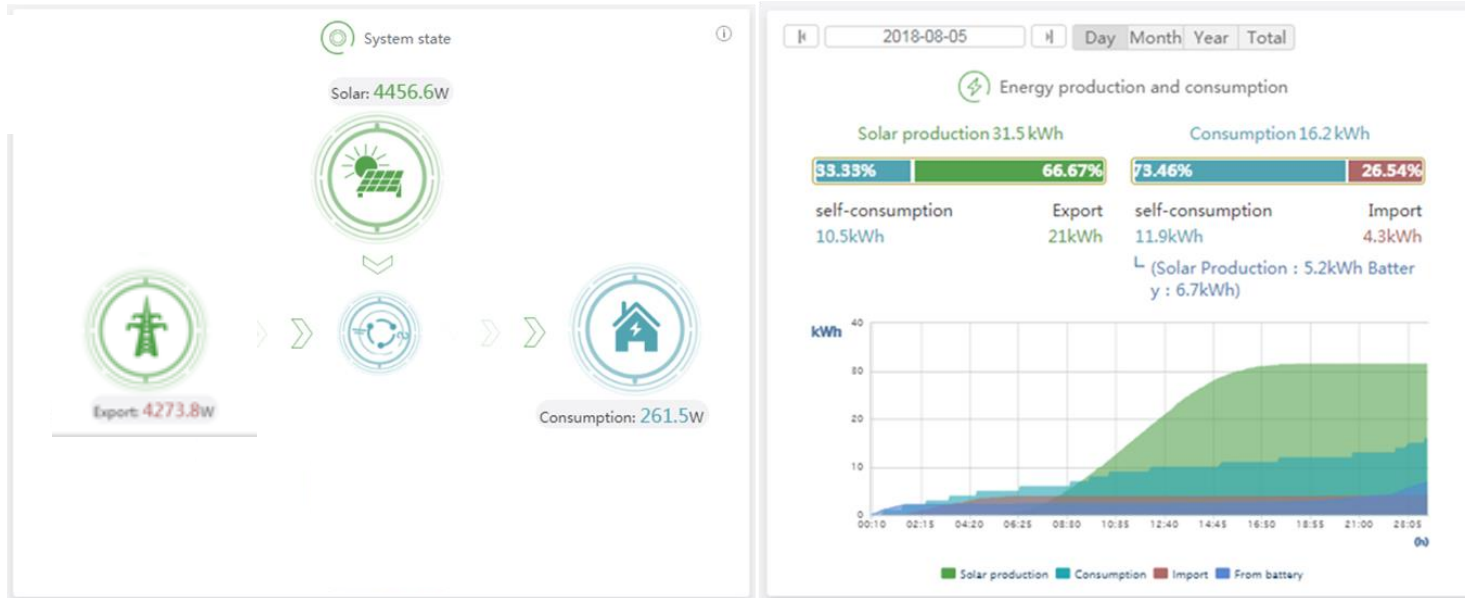 System state
Solar: 4456.6W
Export: 4273.8W
Consumption: 261.5W
2018-08-05
Day Month Year Total
Energy production and consumption
Solar production 31.5 kWh
Consumption 16.2 kWh
33.33% 66.67%
73.46% 26.54%
self-consumption Export
10.5kWh 21kWh
self-consumption Import
11.9kWh 4.3kWh
(Solar Production : 5.2kWh Batter
y : 6.7kWh)
kWh
40
30
20
10
0
00:10 02:15 04:20 06:25 08:30 10:35 12:40 14:45 16:50 18:55 21:00 23:05
(h)
Solar production Consumption Import From battery